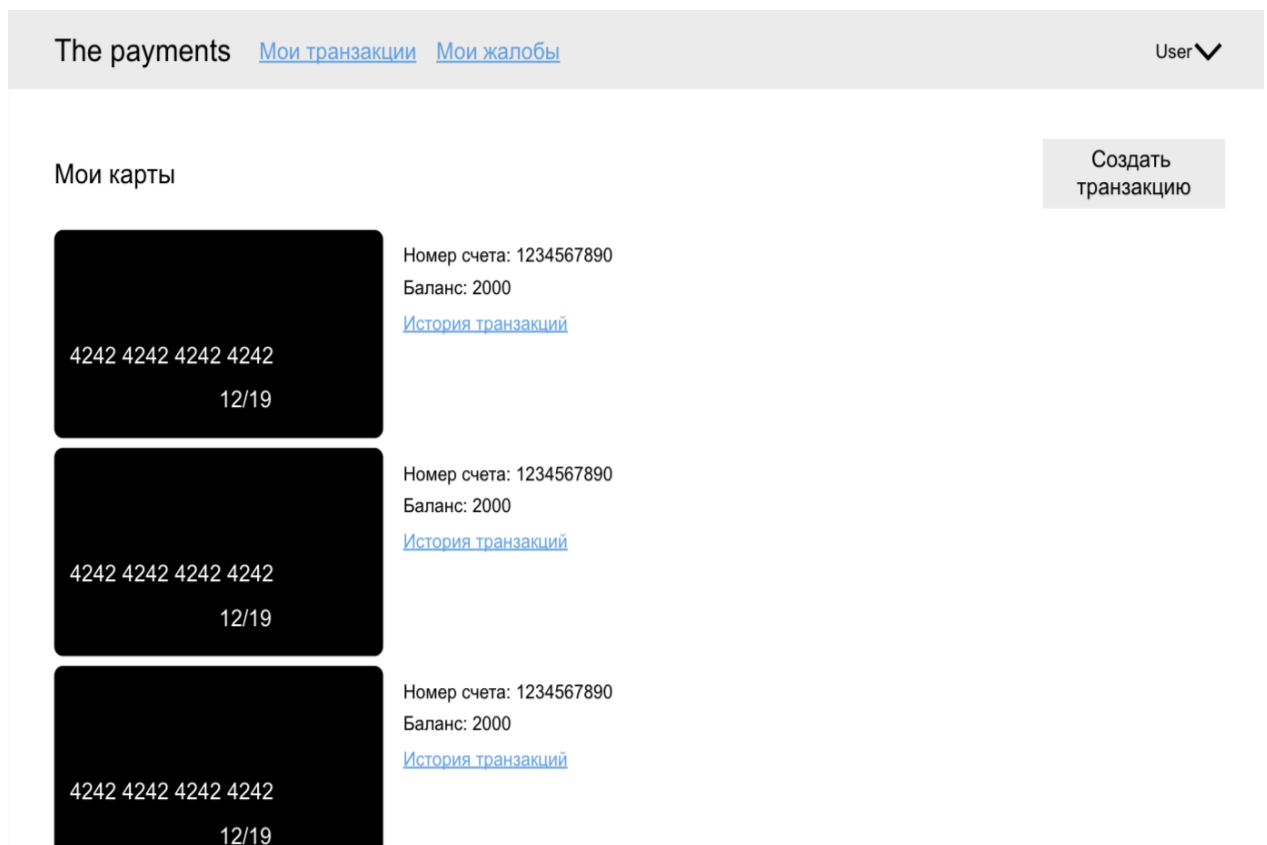 The payments Мои транзакции Мои жалобы User
Мои карты
Создать
транзакцию
Номер счета: 1234567890
Баланс: 2000
История транзакций
4242 4242 4242 4242
12/19
Номер счета: 1234567890
Баланс: 2000
История транзакций
4242 4242 4242 4242
12/19
Номер счета: 1234567890
Баланс: 2000
История транзакций
4242 4242 4242 4242
12/19